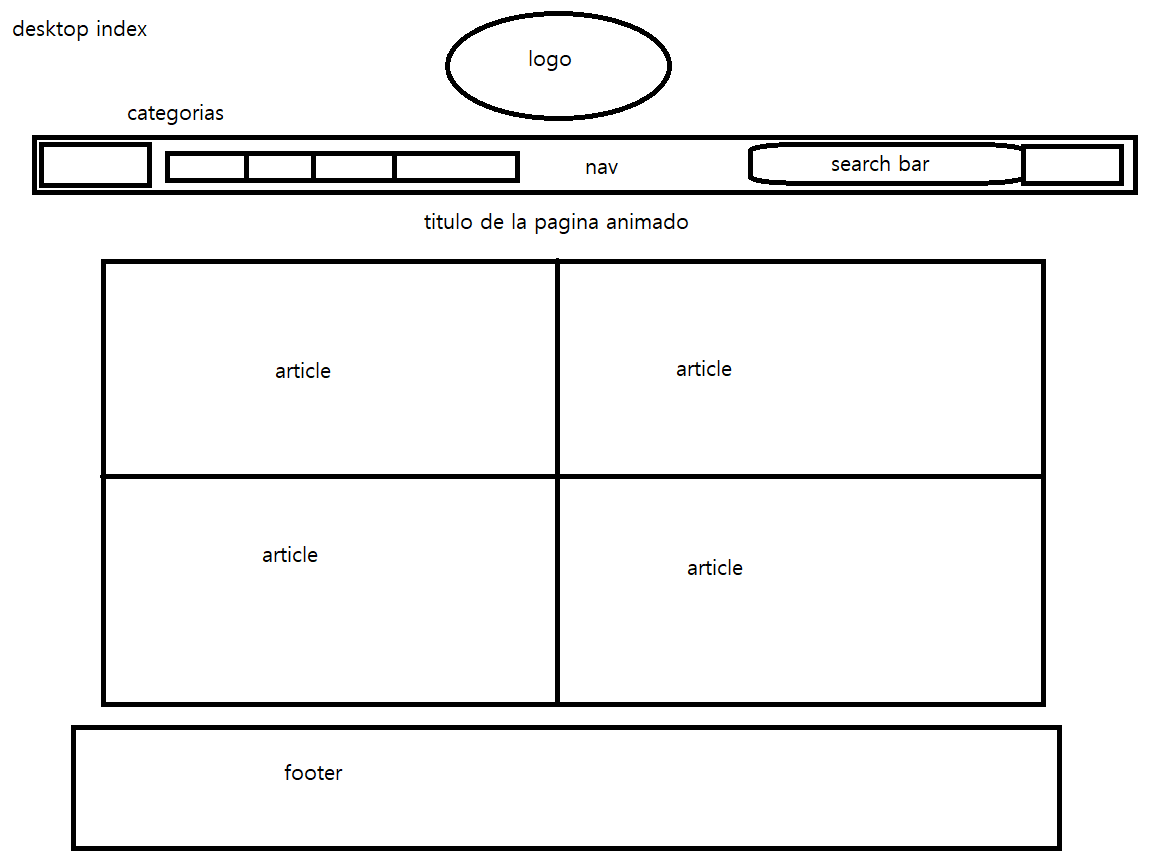 desktop index
logo
categorias
nav
search bar
titulo de la pagina animado
article
article
article
article
footer